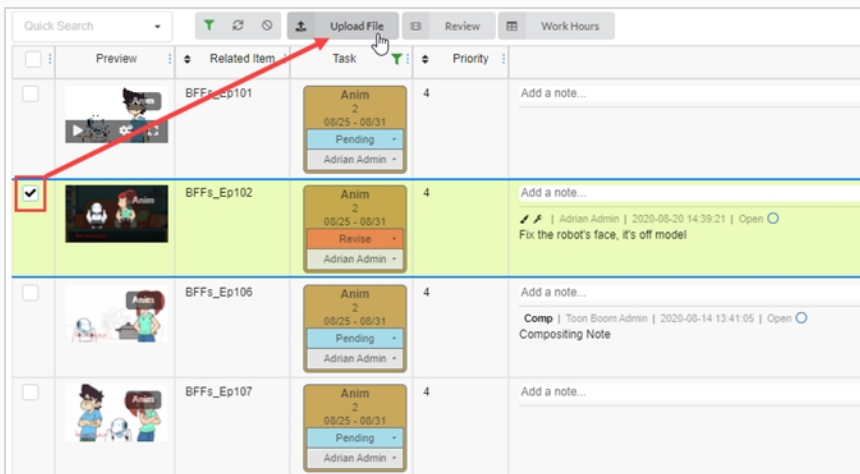 Quick Search
Upload File
Review
Work Hours
Preview
Related Item
Task
Priority
Anim
BFFs_Ep101
Anim
2
08/25 - 08/31
Pending
Adrian Admin
4
Add a note...
Anim
BFFs_Ep102
Anim
2
08/25 - 08/31
Revise
Adrian Admin
4
Add a note...
| Adrian Admin | 2020-08-20 14:39:21 | Open
Fix the robot's face, it's off model
Anim
BFFs_Ep106
Anim
2
08/25 - 08/31
Pending
Adrian Admin
4
Add a note...
Comp | Toon Boom Admin | 2020-08-14 13:41:05 | Open
Compositing Note
Anim
BFFs_Ep107
Anim
2
08/25 - 08/31
Pending
Adrian Admin
4
Add a note...